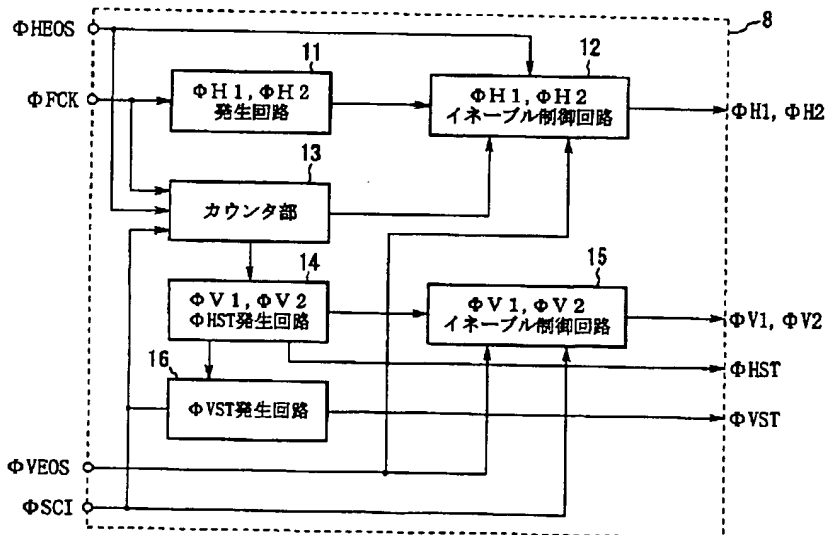 ΦHEOS
8
11
12
ΦFCK
ΦH1, ΦH2
発生回路
ΦH1, ΦH2
イネーブル制御回路
ΦH1, ΦH2
13
カウンタ部
14
15
ΦV1, ΦV2
ΦHST発生回路
ΦV1, ΦV2
イネーブル制御回路
ΦV1, ΦV2
ΦHST
16
ΦVST発生回路
ΦVST
ΦVEOS
ΦSCI